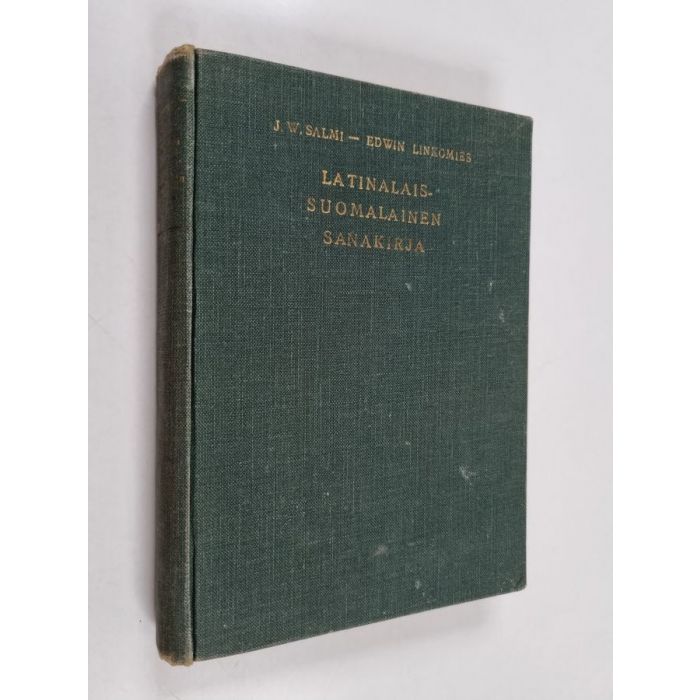 J. W. SALMI — EDWIN LINKOMIES
LATINALAIS-
SUOMALAINEN
SANAKIRJA